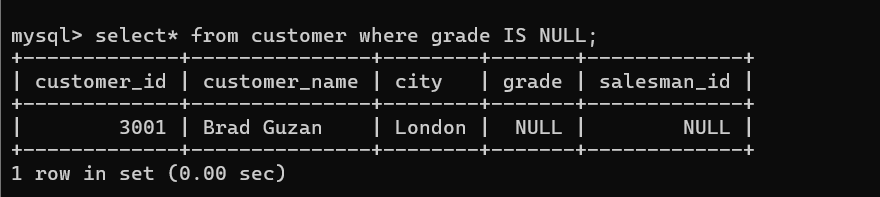 mysql> select* from customer where grade IS NULL;
+-------------+---------------+--------+-------+-------------+
| customer_id | customer_name | city   | grade | salesman_id |
+-------------+---------------+--------+-------+-------------+
|        3001 | Brad Guzan    | London |  NULL |        NULL |
+-------------+---------------+--------+-------+-------------+
1 row in set (0.00 sec)